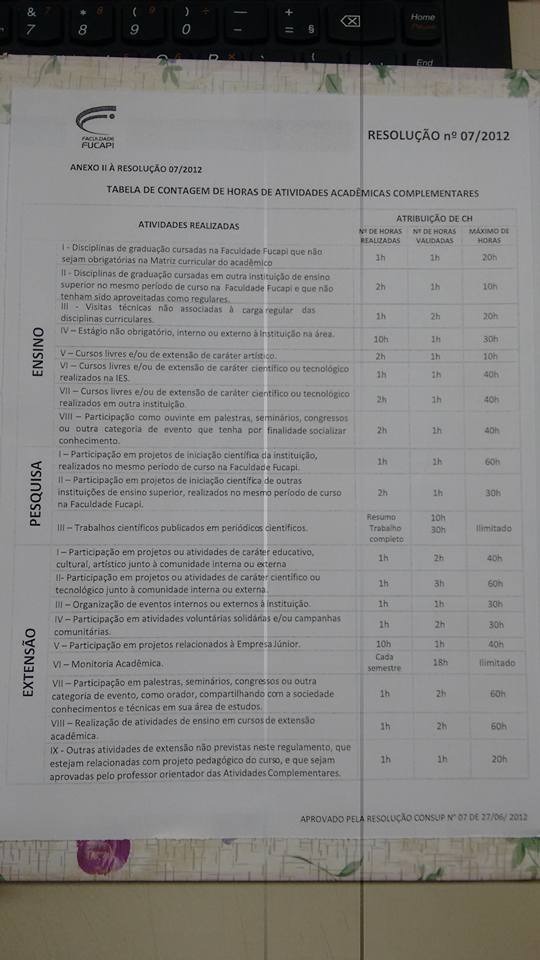 & 7
* 8
( 9
) 0
_ -
+ =
§
Home
End
FACULDADE
FUCAPI
RESOLUÇÃO nº 07/2012
ANEXO II À RESOLUÇÃO 07/2012
TABELA DE CONTAGEM DE HORAS DE ATIVIDADES ACADÊMICAS COMPLEMENTARES
ATIVIDADES REALIZADAS
ATRIBUIÇÃO DE CH
Nº DE HORAS REALIZADAS
Nº DE HORAS VALIDADAS
MÁXIMO DE HORAS
ENSINO
I - Disciplinas de graduação cursadas na Faculdade Fucapi que não
sejam obrigatórias na Matriz curricular do acadêmico
1h 1h 20h
II - Disciplinas de graduação cursadas em outra instituição de ensino
superior no mesmo período de curso na Faculdade Fucapi e que não
tenham sido aproveitadas como regulares.
2h 1h 10h
III - Visitas técnicas não associadas à carga regular das
disciplinas curriculares.
1h 2h 20h
IV – Estágio não obrigatório, interno ou externo à Instituição na área.
10h 1h 30h
V – Cursos livres e/ou de extensão de caráter artístico.
2h 1h 10h
VI – Cursos livres e/ou de extensão de caráter científico ou tecnológico
realizados na IES.
1h 1h 40h
VII – Cursos livres e/ou de extensão de caráter científico ou tecnológico
realizados em outra instituição.
2h 1h 40h
VIII – Participação como ouvinte em palestras, seminários, congressos
ou outra categoria de evento que tenha por finalidade socializar
conhecimento.
2h 1h 40h
PESQUISA
I – Participação em projetos de iniciação científica da instituição,
realizados no mesmo período de curso na Faculdade Fucapi.
1h 1h 60h
II – Participação em projetos de iniciação científica de outras
instituições de ensino superior, realizados no mesmo período de curso
na Faculdade Fucapi.
2h 1h 30h
III – Trabalhos científicos publicados em periódicos científicos.
Resumo 10h
Trabalho completo 30h
Ilimitado
EXTENSÃO
I – Participação em projetos ou atividades de caráter educativo,
cultural, artístico junto à comunidade interna ou externa
1h 2h 40h
II- Participação em projetos ou atividades de caráter científico ou
tecnológico junto à comunidade interna ou externa.
1h 3h 60h
III – Organização de eventos internos ou externos à instituição.
1h 1h 30h
IV – Participação em atividades voluntárias solidárias e/ou campanhas
comunitárias.
1h 2h 30h
V – Participação em projetos relacionados à Empresa Júnior.
10h 1h 40h
VI – Monitoria Acadêmica.
Cada semestre 18h Ilimitado
VII – Participação em palestras, seminários, congressos ou outra
categoria de evento, como orador, compartilhando com a sociedade
conhecimentos e técnicas em sua área de estudos.
1h 2h 60h
VIII – Realização de atividades de ensino em cursos de extensão
acadêmica.
1h 2h 60h
IX - Outras atividades de extensão não previstas neste regulamento, que
estejam relacionadas com projeto pedagógico do curso, e que sejam
aprovadas pelo professor orientador das Atividades Complementares.
1h 1h 20h
APROVADO PELA RESOLUÇÃO CONSUP Nº 07 DE 27/06/ 2012